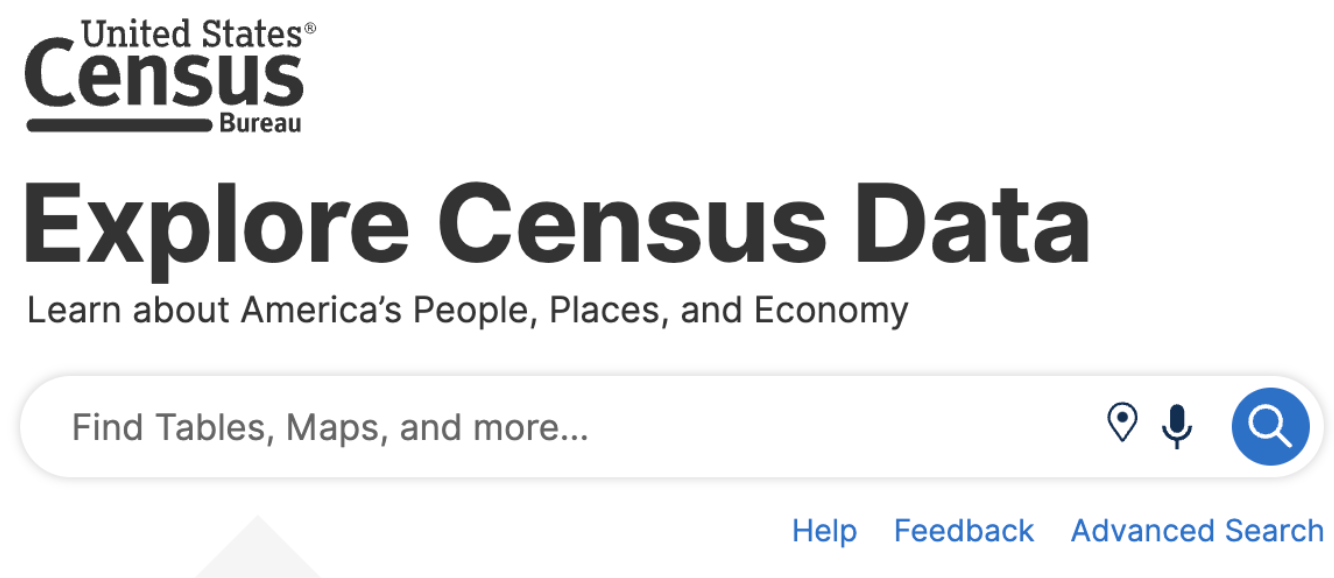 United States®
Census
Bureau
Explore Census Data
Learn about America’s People, Places, and Economy
Find Tables, Maps, and more...
Help Feedback Advanced Search